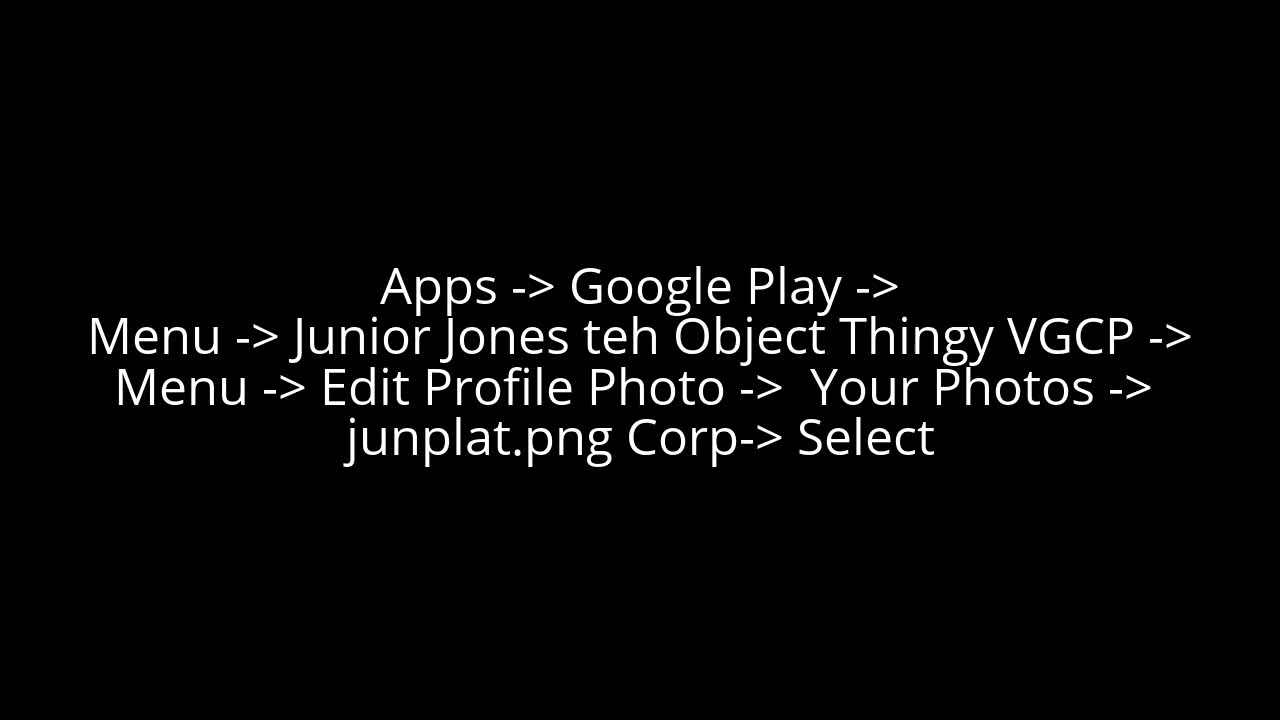 Apps -> Google Play ->
Menu -> Junior Jones teh Object Thingy VGCP ->
Menu -> Edit Profile Photo ->  Your Photos ->
junplat.png Corp-> Select